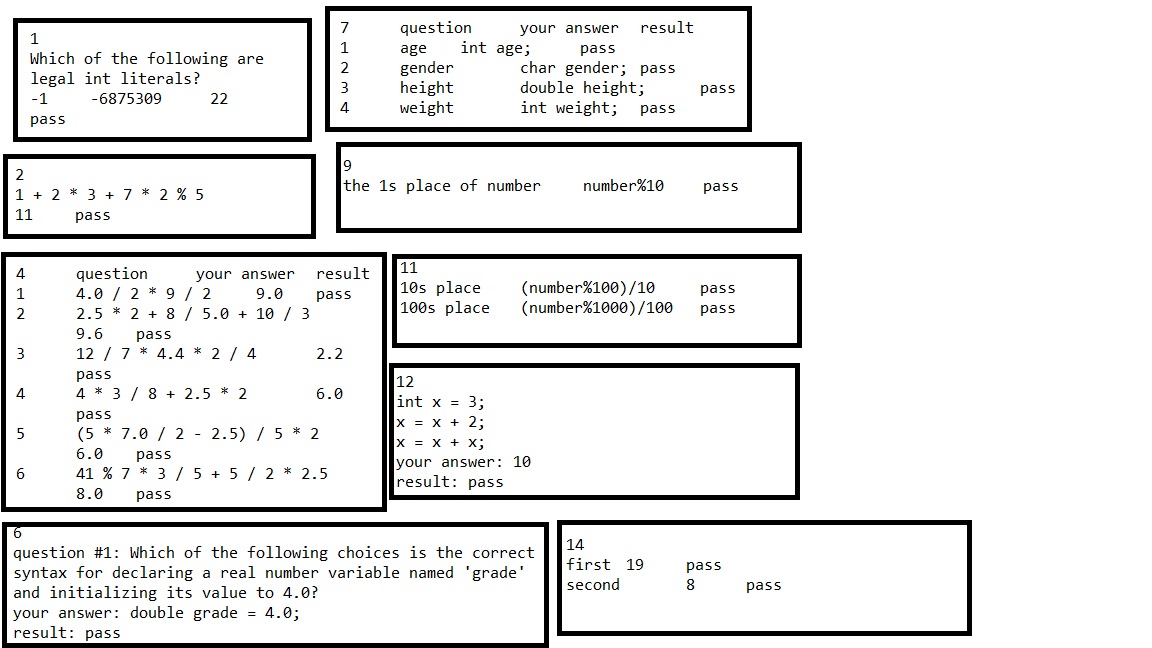 1
Which of the following are
legal int literals?
-1 -6875309 22
pass
2
1 + 2 * 3 + 7 * 2 % 5
11 pass
4 question your answer result
1 4.0 / 2 * 9 / 2 9.0 pass
2 2.5 * 2 + 8 / 5.0 + 10 / 3
9.6 pass
3 12 / 7 * 4.4 * 2 / 4 2.2
pass
4 4 * 3 / 8 + 2.5 * 2 6.0
pass
5 (5 * 7.0 / 2 - 2.5) / 5 * 2
6.0 pass
6 41 % 7 * 3 / 5 + 5 / 2 * 2.5
8.0 pass
6
question #1: Which of the following choices is the correct
syntax for declaring a real number variable named 'grade'
and initializing its value to 4.0?
your answer: double grade = 4.0;
result: pass
7 question your answer result
1 age int age; pass
2 gender char gender; pass
3 height double height; pass
4 weight int weight; pass
9
the 1s place of number number%10 pass
11
10s place (number%100)/10 pass
100s place (number%1000)/100 pass
12
int x = 3;
x = x + 2;
x = x + x;
your answer: 10
result: pass
14
first 19 pass
second 8 pass